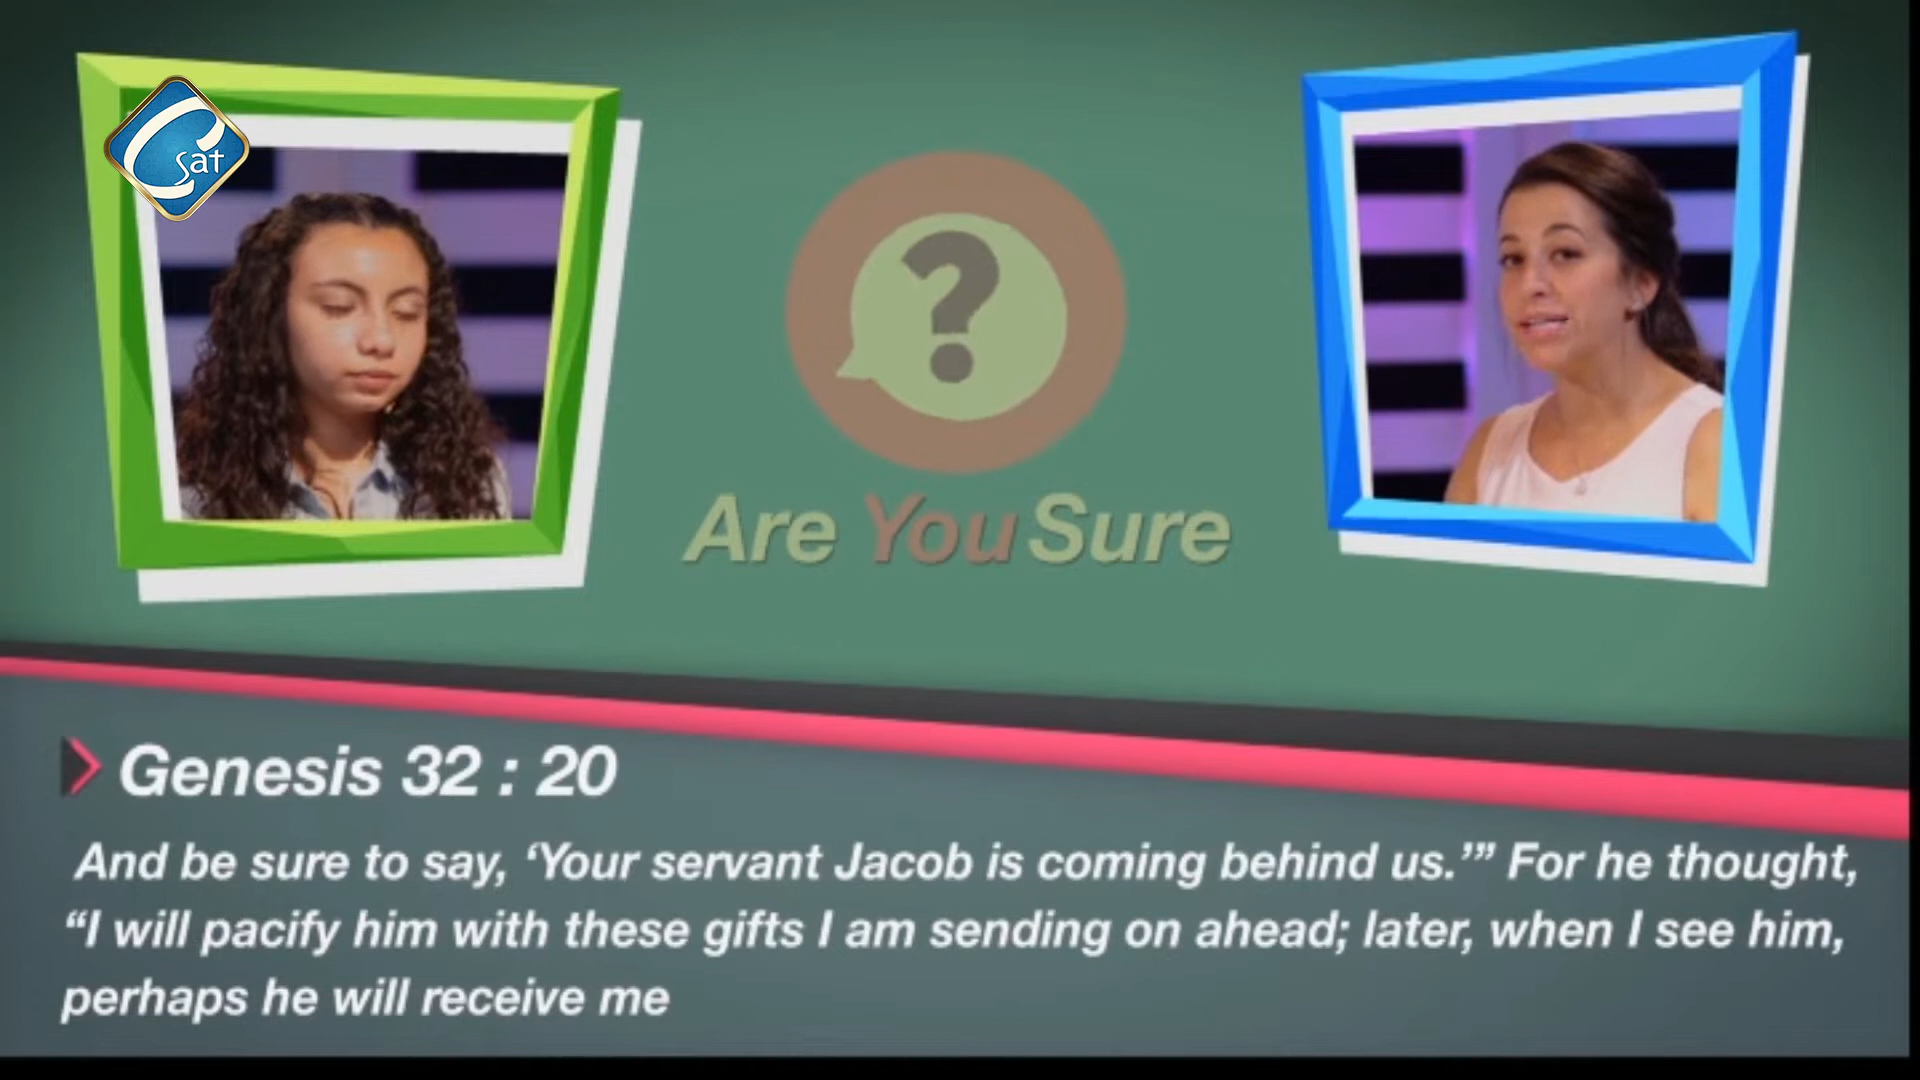 C
Sat
?
Are You Sure
Genesis 32 : 20
And be sure to say, ‘Your servant Jacob is coming behind us.’” For he thought,
“I will pacify him with these gifts I am sending on ahead; later, when I see him,
perhaps he will receive me